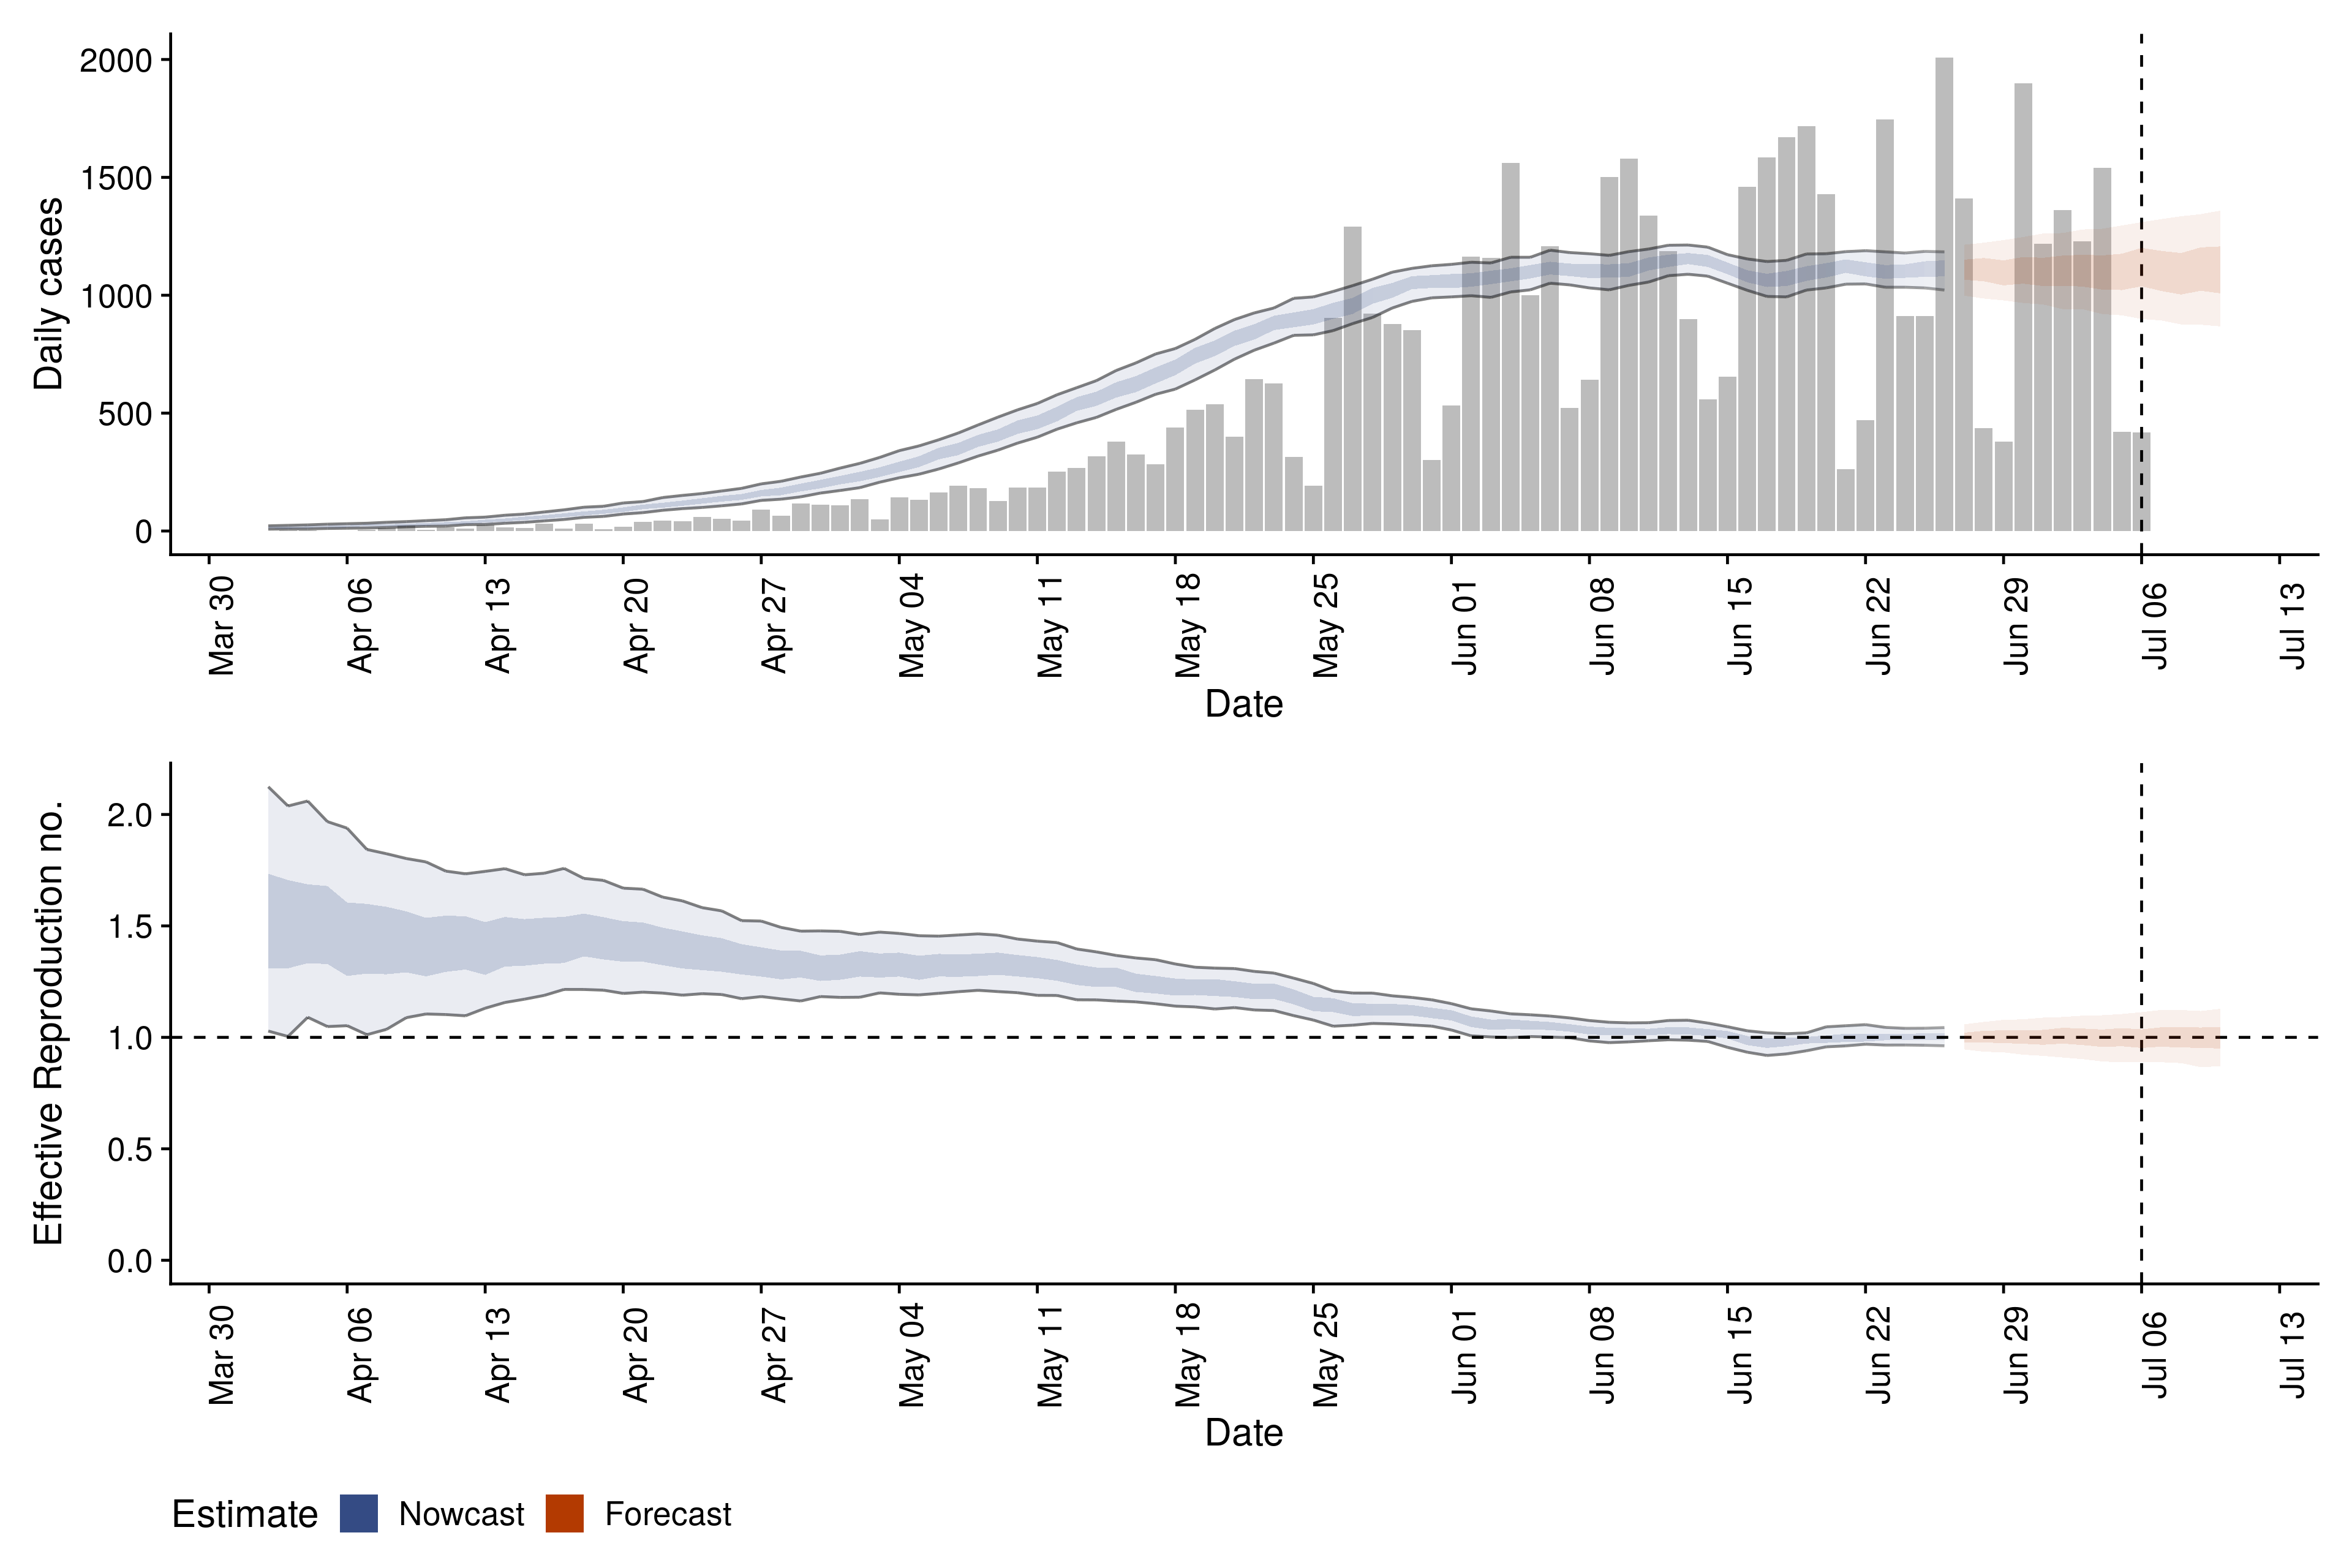 Daily cases
2000
1500
1000
500
0
Mar 30
Apr 06
Apr 13
Apr 20
Apr 27
May 04
May 11
May 18
May 25
Jun 01
Jun 08
Jun 15
Jun 22
Jun 29
Jul 06
Jul 13
Date
Effective Reproduction no.
2.0
1.5
1.0
0.5
0.0
Mar 30
Apr 06
Apr 13
Apr 20
Apr 27
May 04
May 11
May 18
May 25
Jun 01
Jun 08
Jun 15
Jun 22
Jun 29
Jul 06
Jul 13
Date
Estimate Nowcast Forecast